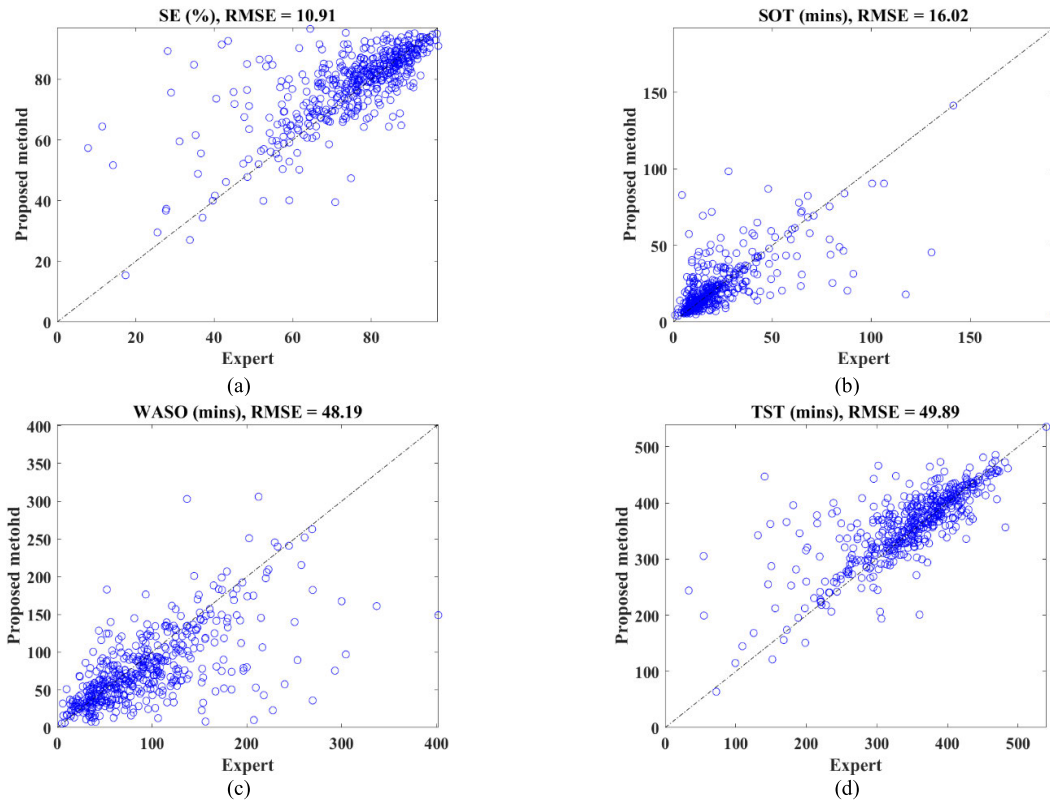 SE (%), RMSE = 10.91
80
60
40
20
0
20 40 60 80
Proposed metohd
Expert
(a)
SOT (mins), RMSE = 16.02
150
100
50
0
0 50 100 150
Proposed metohd
Expert
(b)
WASO (mins), RMSE = 48.19
400
350
300
250
200
150
100
50
0
0 100 200 300 400
Proposed metohd
Expert
(c)
TST (mins), RMSE = 49.89
500
400
300
200
100
0
0 100 200 300 400 500
Proposed metohd
Expert
(d)